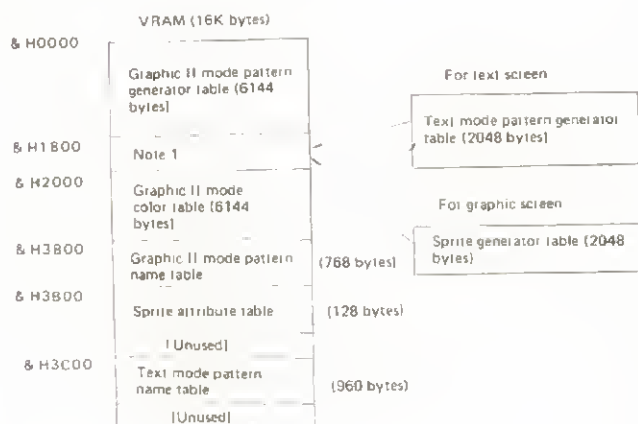 VRAM (16K bytes)
& H0000
Graphic II mode pattern
generator table (6144
bytes]
& H1800
Note 1
& H2000
Graphic II mode
color table (6144
bytes]
& H3B00
Graphic II mode pattern
name table
(768 bytes]
& H3B00
Sprite attribute table
(128 bytes)
[Unused]
& H3C00
Text mode pattern
name table
(960 bytes)
[Unused]
For text screen
Text mode pattern generator
table (2048 bytes]
For graphic screen
Sprite generator table (2048
bytes)